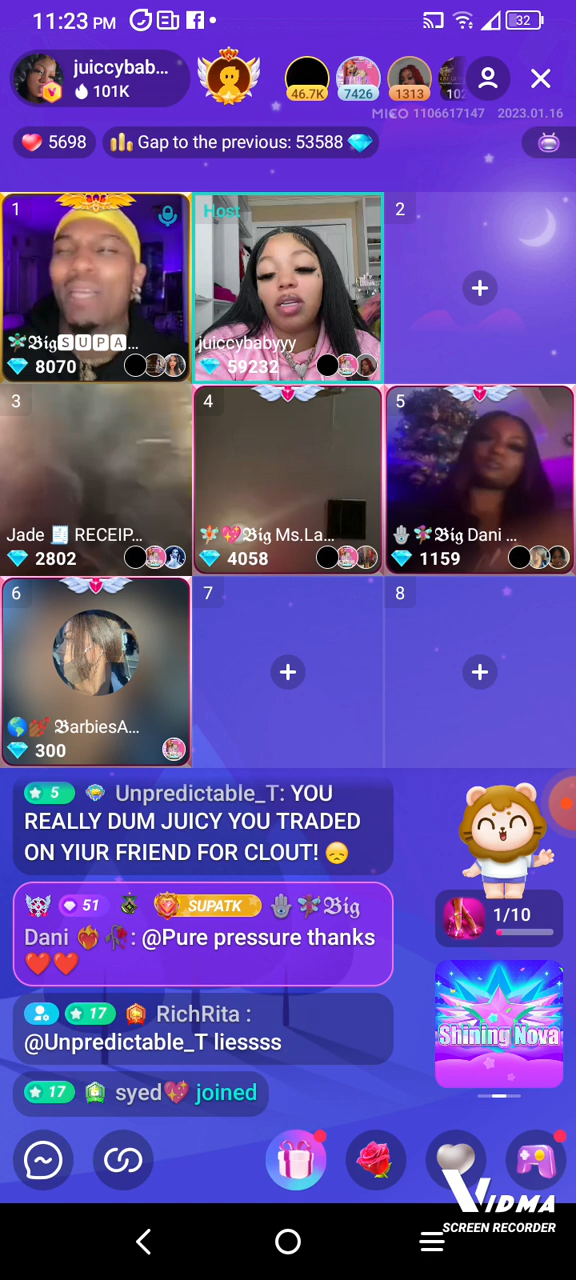 11:23 PM
32
juiccybab...
101K
46.7K
7426
1313
102
MICO 1106617147 2023.01.16
5698
Gap to the previous: 53588
1
Host
2
𝕭𝖎𝖌🆂🆄🅿🅰...
8070
juiccybabyyy
59232
3
4
5
Jade 🧾 RECEIP...
2802
🧚💖𝕭𝖎𝖌 Ms.La...
4058
🪬🧚𝕭𝖎𝖌 Dani ...
1159
6
7
8
🌎💅🏾 𝕭arbiesA...
300
5 Unpredictable_T: YOU
REALLY DUM JUICY YOU TRADED
ON YIUR FRIEND FOR CLOUT! 😞
51 SUPATK 🪬🧚𝕭𝖎𝖌
Dani ❤️‍🔥🥀: @Pure pressure thanks
❤️❤️
1/10
17 RichRita :
@Unpredictable_T liessss
Shining Nova
17 syed💖 joined
VIDMA
SCREEN RECORDER